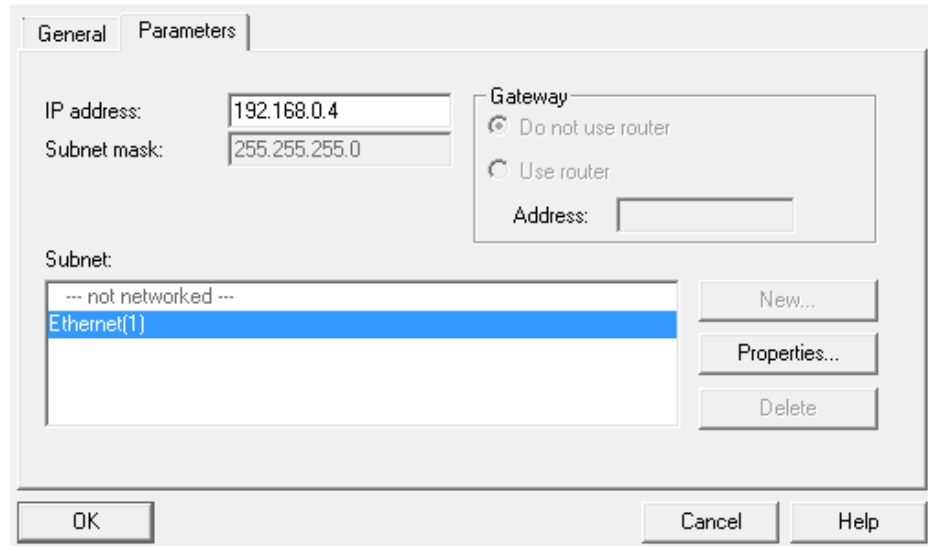 General
Parameters
IP address:
192.168.0.4
Subnet mask:
255.255.255.0
Gateway
Do not use router
Use router
Address:
Subnet:
--- not networked ---
Ethernet(1)
New...
Properties...
Delete
OK
Cancel
Help